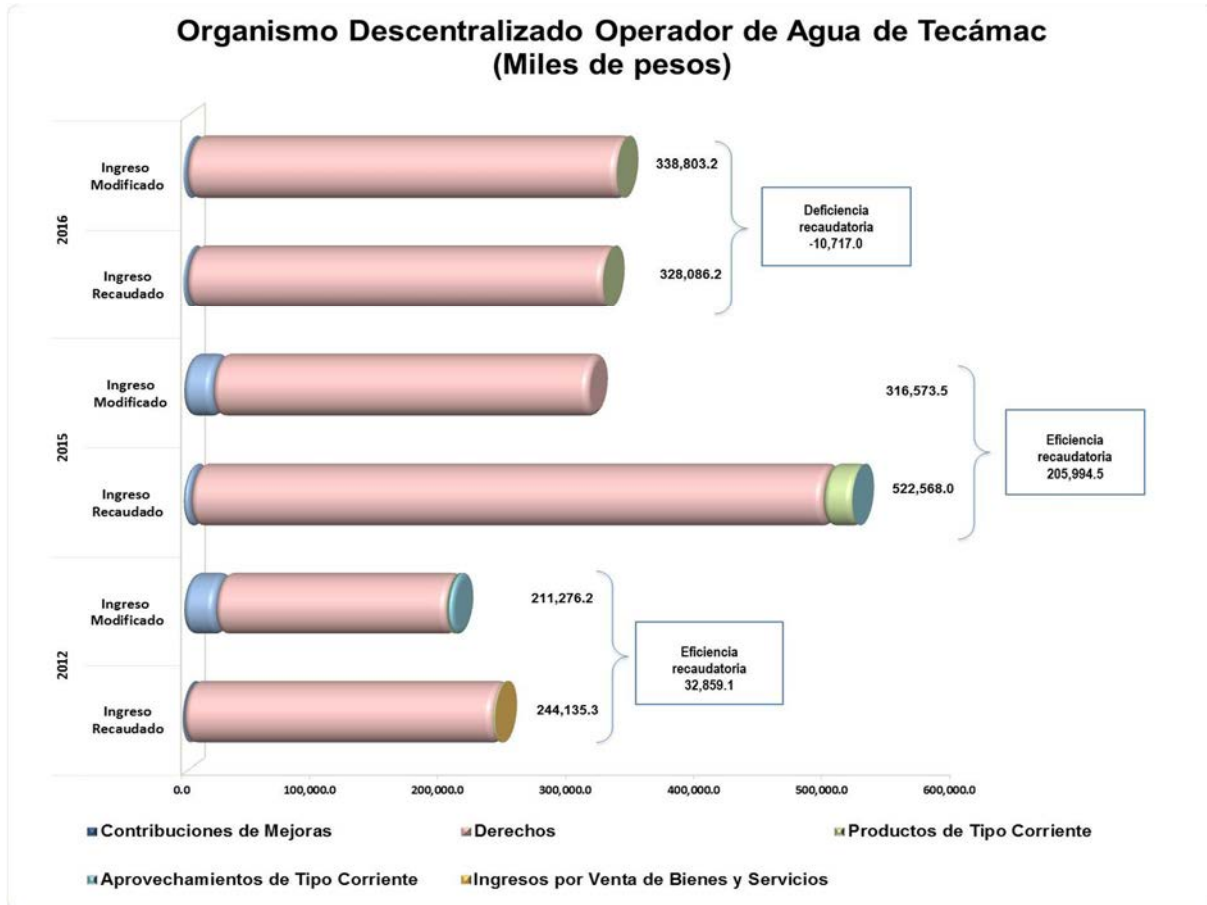 Organismo Descentralizado Operador de Agua de Tecámac
(Miles de pesos)
2016
Ingreso
Modificado
338,803.2
Ingreso
Recaudado
328,086.2
Deficiencia
recaudatoria
-10,717.0
2015
Ingreso
Modificado
316,573.5
Ingreso
Recaudado
522,568.0
Eficiencia
recaudatoria
205,994.5
2012
Ingreso
Modificado
211,276.2
Ingreso
Recaudado
244,135.3
Eficiencia
recaudatoria
32,859.1
0.0 100,000.0 200,000.0 300,000.0 400,000.0 500,000.0 600,000.0
Contribuciones de Mejoras Derechos Productos de Tipo Corriente
Aprovechamientos de Tipo Corriente Ingresos por Venta de Bienes y Servicios